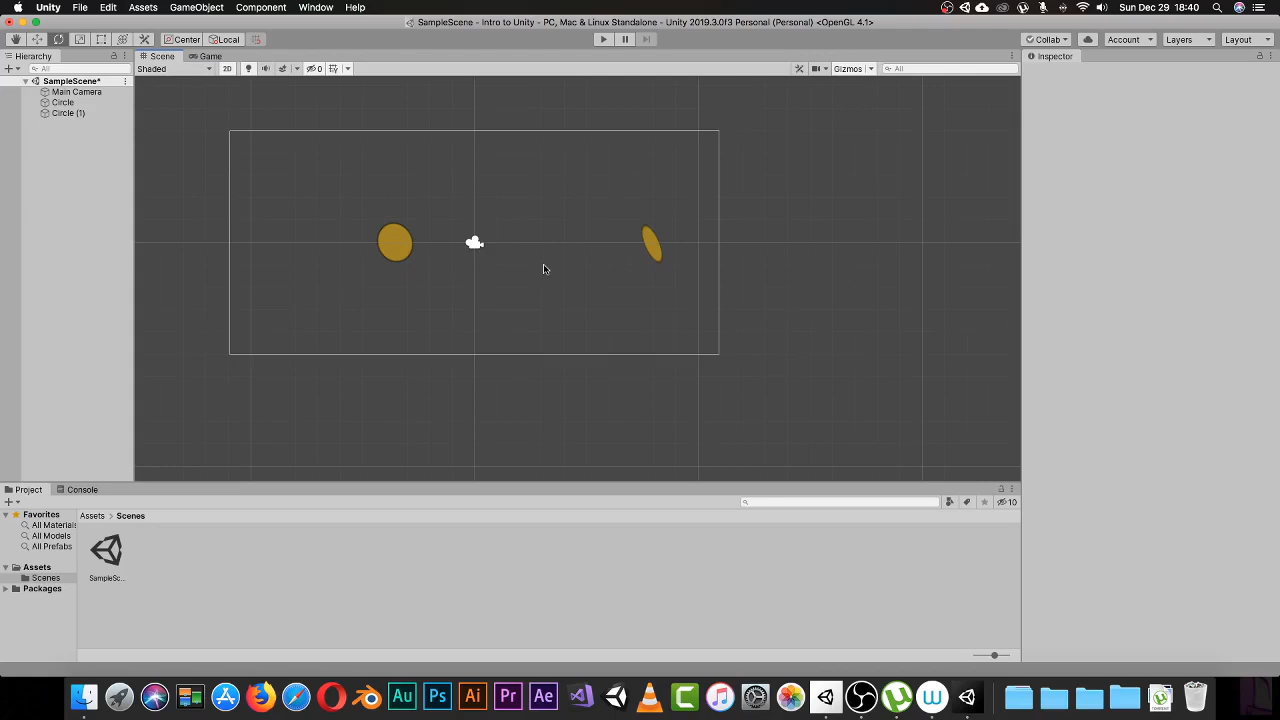 Unity File Edit Assets GameObject Component Window Help Sun Dec 29 18:40
SampleScene - Intro to Unity - PC, Mac & Linux Standalone - Unity 2019.3.0f3 Personal (Personal) <OpenGL 4.1>
Center Local Collab Account Layers Layout
Hierarchy Scene Game Inspector
All Shaded 2D 0 Gizmos All
SampleScene*
Main Camera
Circle
Circle (1)
Project Console
10
Favorites Assets > Scenes
All Materials
All Models
All Prefabs
Assets
Scenes SampleSc...
Packages
Au Ps Ai Pr Ae W